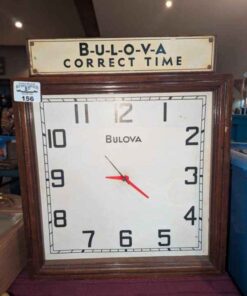 B-U-L-O-V-A
CORRECT TIME
156
11 12 1
10 2
BULOVA
9 3
8 4
7 6 5